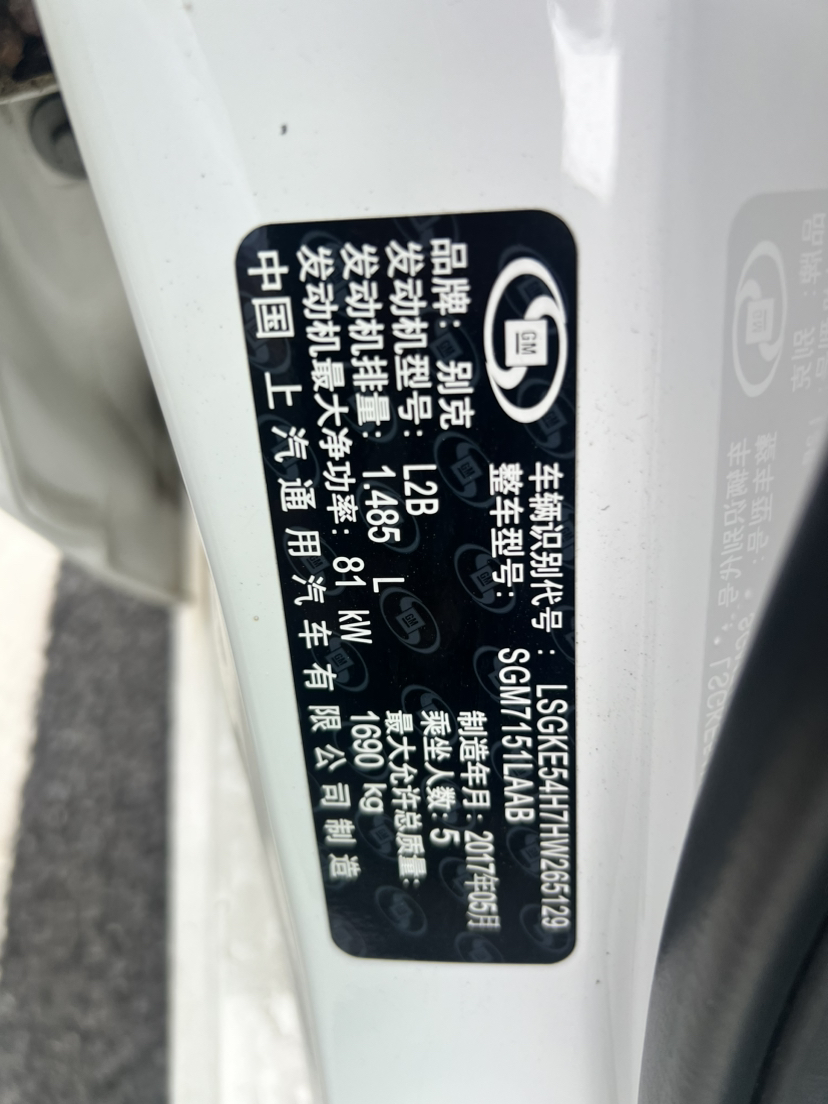 GM
车辆识别代号：LSGKE54H7HW265129
整车型号：SGM7151LAAB
品牌：别克
制造年月：2017年05月
发动机型号：L2B
乘坐人数：5
发动机排量：1.485 L
最大允许总质量：
1690 kg
发动机最大净功率：81 kW
中国 上汽通用汽车有限公司制造